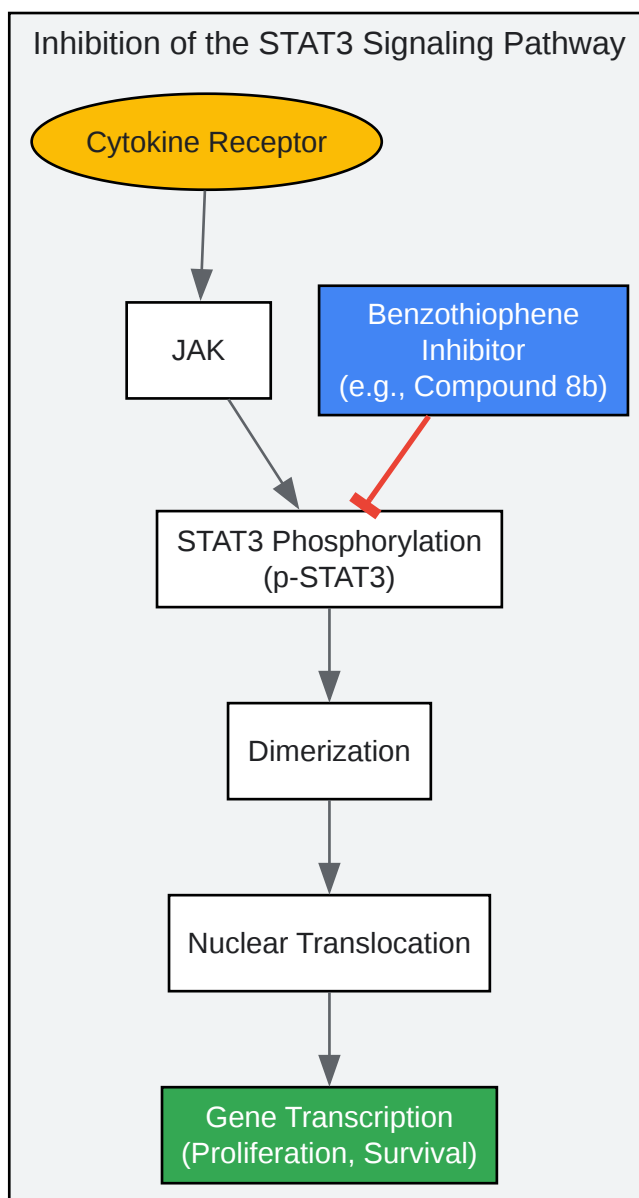 Inhibition of the STAT3 Signaling Pathway
Cytokine Receptor
JAK
Benzothiophene
Inhibitor
(e.g., Compound 8b)
STAT3 Phosphorylation
(p-STAT3)
Dimerization
Nuclear Translocation
Gene Transcription
(Proliferation, Survival)